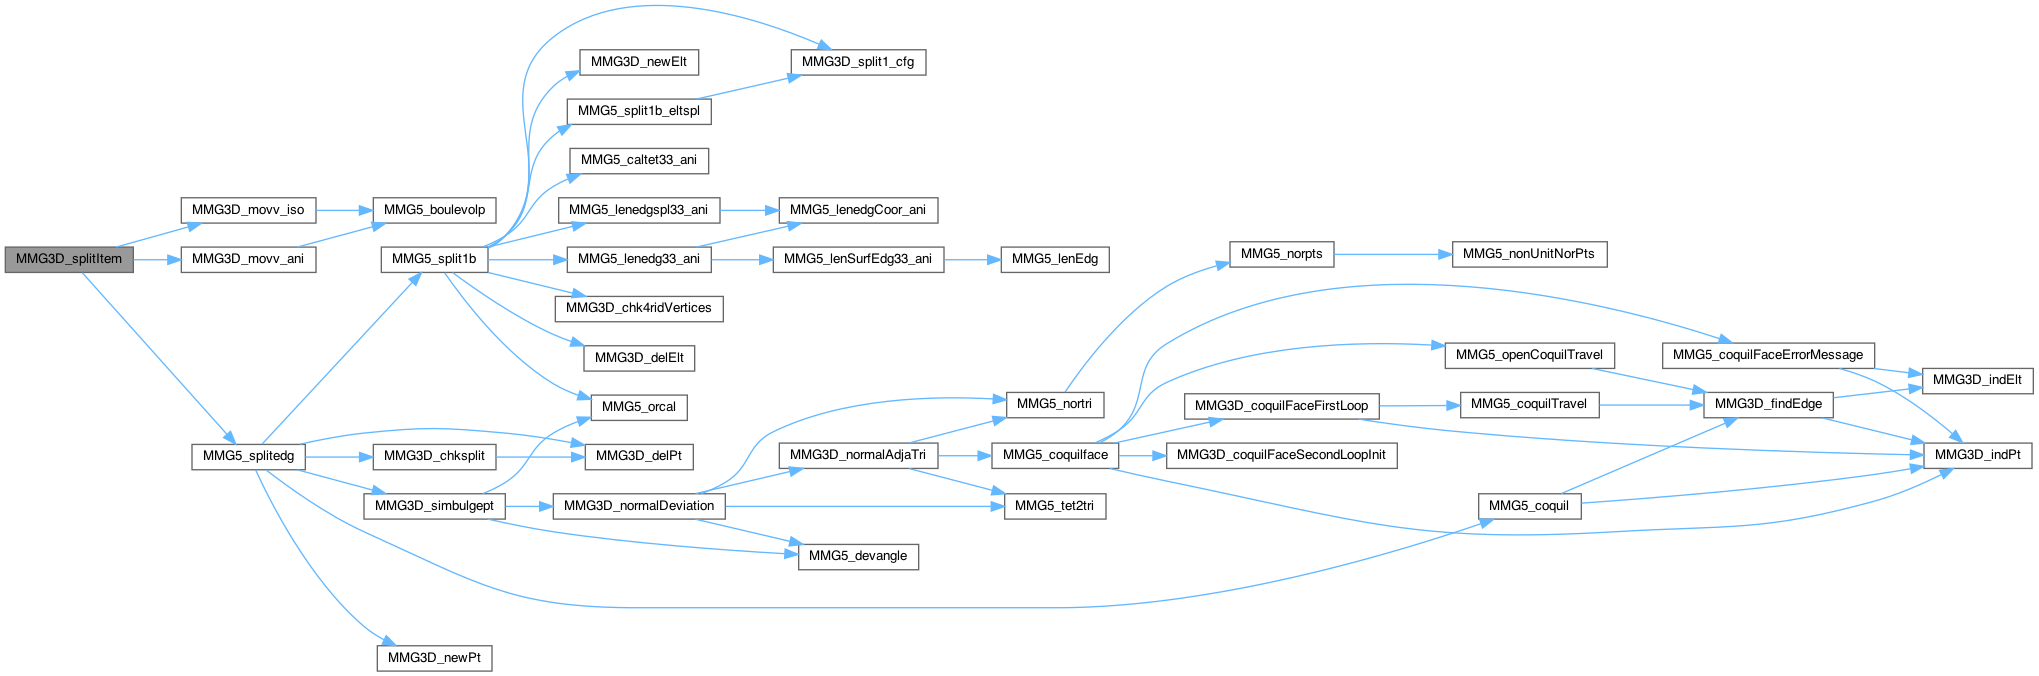 MMG3D_splitItem
MMG3D_movv_iso
MMG3D_movv_ani
MMG5_splitedg
MMG5_boulevolp
MMG5_split1b
MMG3D_chksplit
MMG3D_simbulgept
MMG3D_newPt
MMG3D_newElt
MMG5_split1b_eltspl
MMG5_caltet33_ani
MMG5_lenedgspl33_ani
MMG5_lenedg33_ani
MMG3D_chk4ridVertices
MMG3D_delElt
MMG5_orcal
MMG3D_delPt
MMG3D_normalDeviation
MMG3D_split1_cfg
MMG5_lenedgCoor_ani
MMG5_lenSurfEdg33_ani
MMG3D_normalAdjaTri
MMG5_devangle
MMG5_lenEdg
MMG5_nortri
MMG5_coquilface
MMG5_tet2tri
MMG5_norpts
MMG3D_coquilFaceFirstLoop
MMG3D_coquilFaceSecondLoopInit
MMG5_nonUnitNorPts
MMG5_openCoquilTravel
MMG5_coquilTravel
MMG5_coquil
MMG5_coquilFaceErrorMessage
MMG3D_findEdge
MMG3D_indElt
MMG3D_indPt